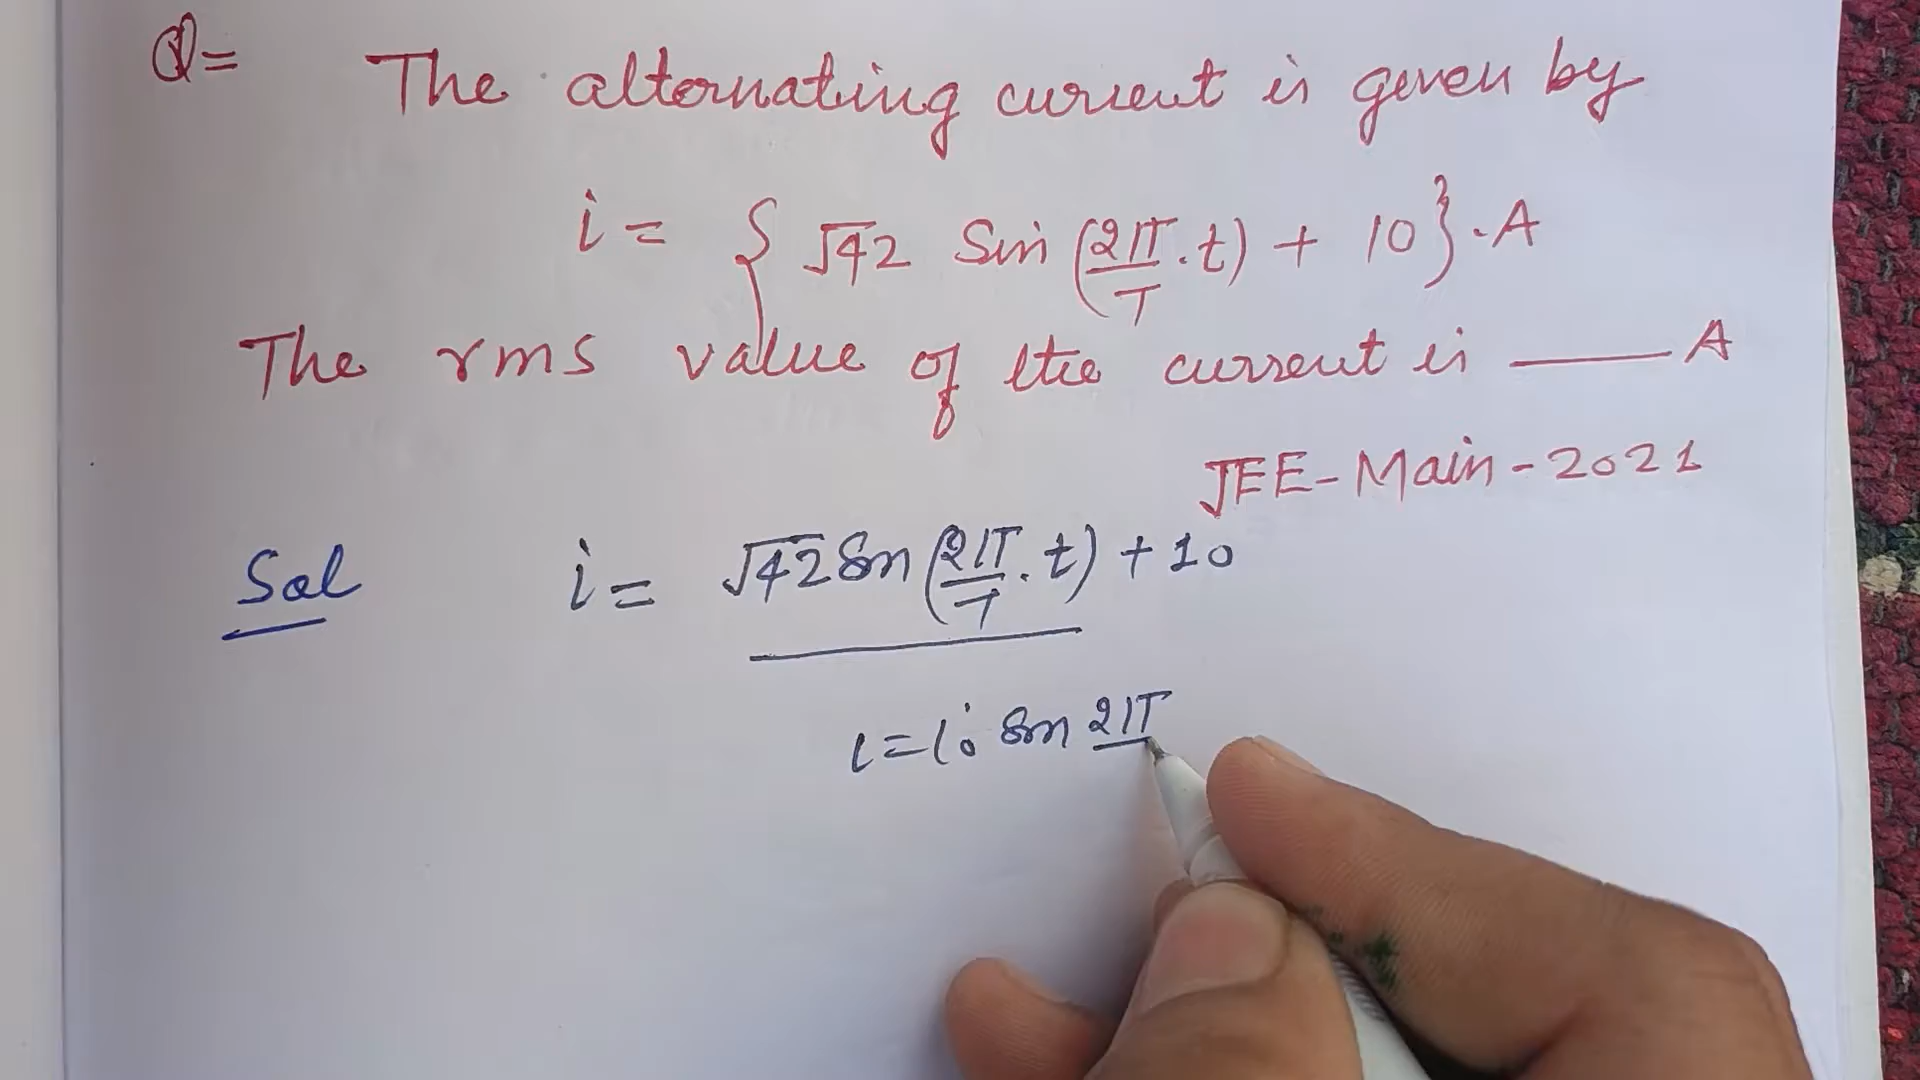 Q= The alternating current is given by
i = { √42 Sin (2π/T . t) + 10 } . A
The rms value of the current is ——— A
JEE - Main - 2021
Sol i = √42 Sin (2π/T . t) + 10
i = i₀ Sin 2π